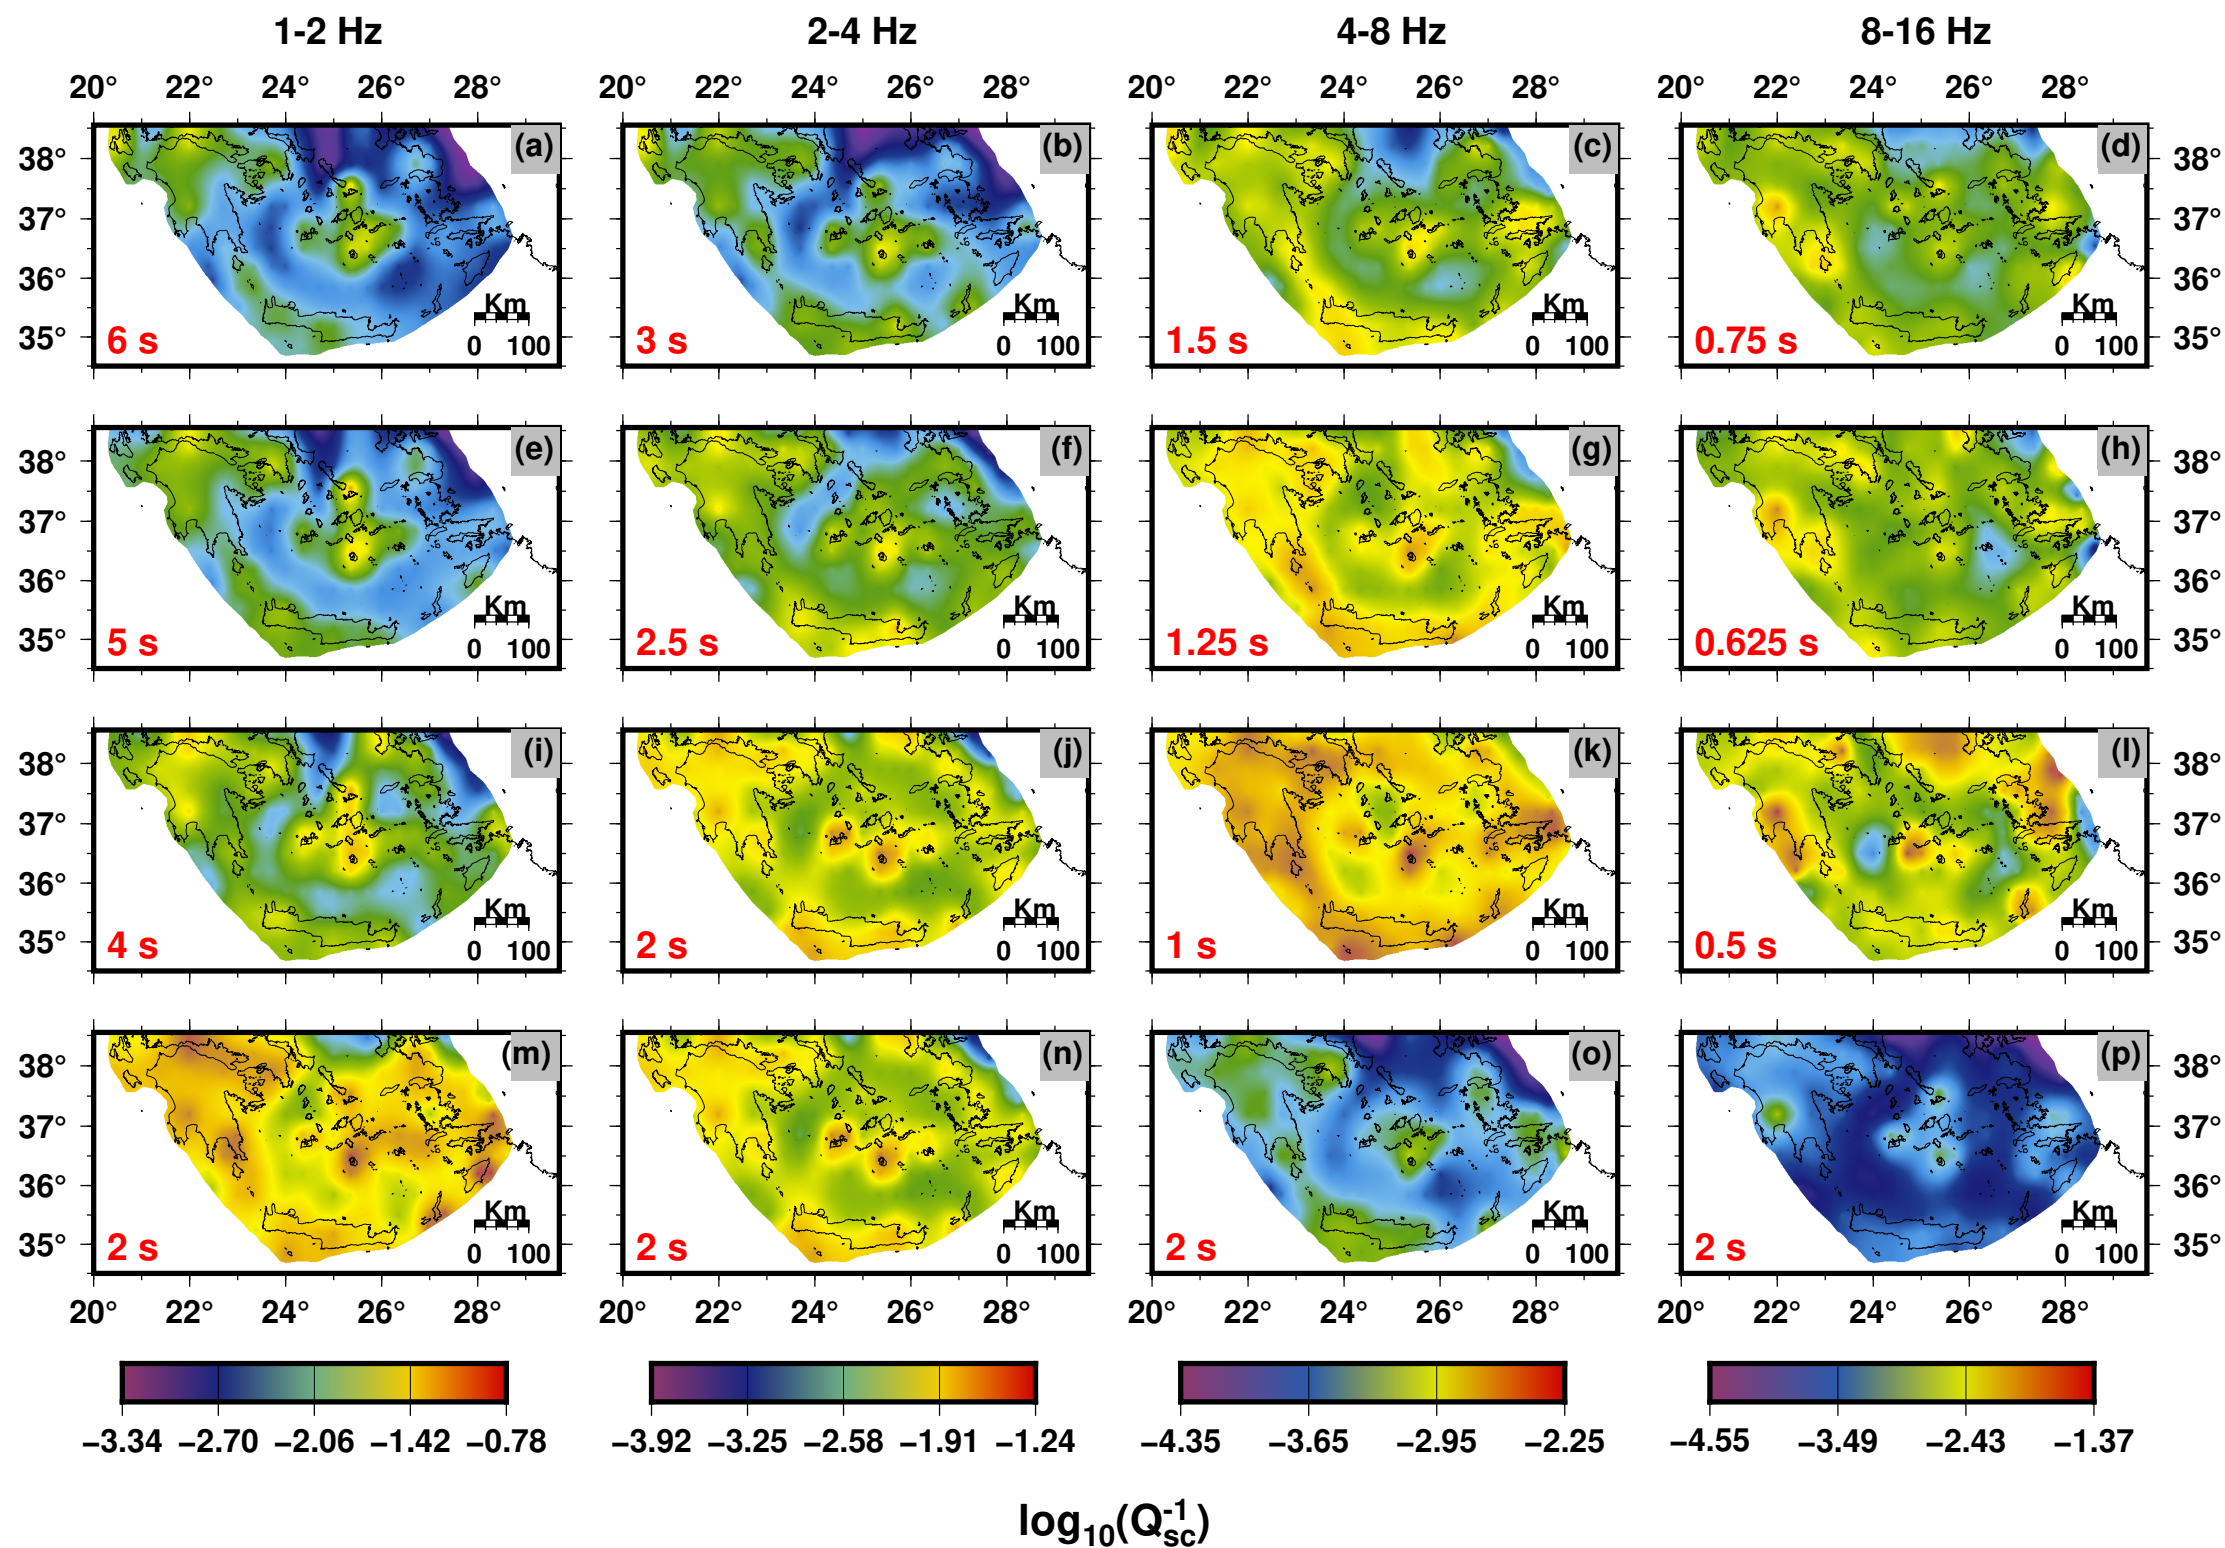 1-2 Hz 2-4 Hz 4-8 Hz 8-16 Hz
20° 22° 24° 26° 28° 20° 22° 24° 26° 28° 20° 22° 24° 26° 28° 20° 22° 24° 26° 28°
(a) (b) (c) (d)
38° 38°
37° 37°
36° 36°
Km Km Km Km
35° 6 s 3 s 1.5 s 0.75 s 35°
0 100 0 100 0 100 0 100
(e) (f) (g) (h)
38° 38°
37° 37°
36° 36°
Km Km Km Km
35° 5 s 2.5 s 1.25 s 0.625 s 35°
0 100 0 100 0 100 0 100
(i) (j) (k) (l)
38° 38°
37° 37°
36° 36°
Km Km Km Km
35° 4 s 2 s 1 s 0.5 s 35°
0 100 0 100 0 100 0 100
(m) (n) (o) (p)
38° 38°
37° 37°
36° 36°
Km Km Km Km
35° 2 s 2 s 2 s 2 s 35°
0 100 0 100 0 100 0 100
20° 22° 24° 26° 28° 20° 22° 24° 26° 28° 20° 22° 24° 26° 28° 20° 22° 24° 26° 28°
−3.34 −2.70 −2.06 −1.42 −0.78 −3.92 −3.25 −2.58 −1.91 −1.24 −4.35 −3.65 −2.95 −2.25 −4.55 −3.49 −2.43 −1.37
log10(Qsc-1)